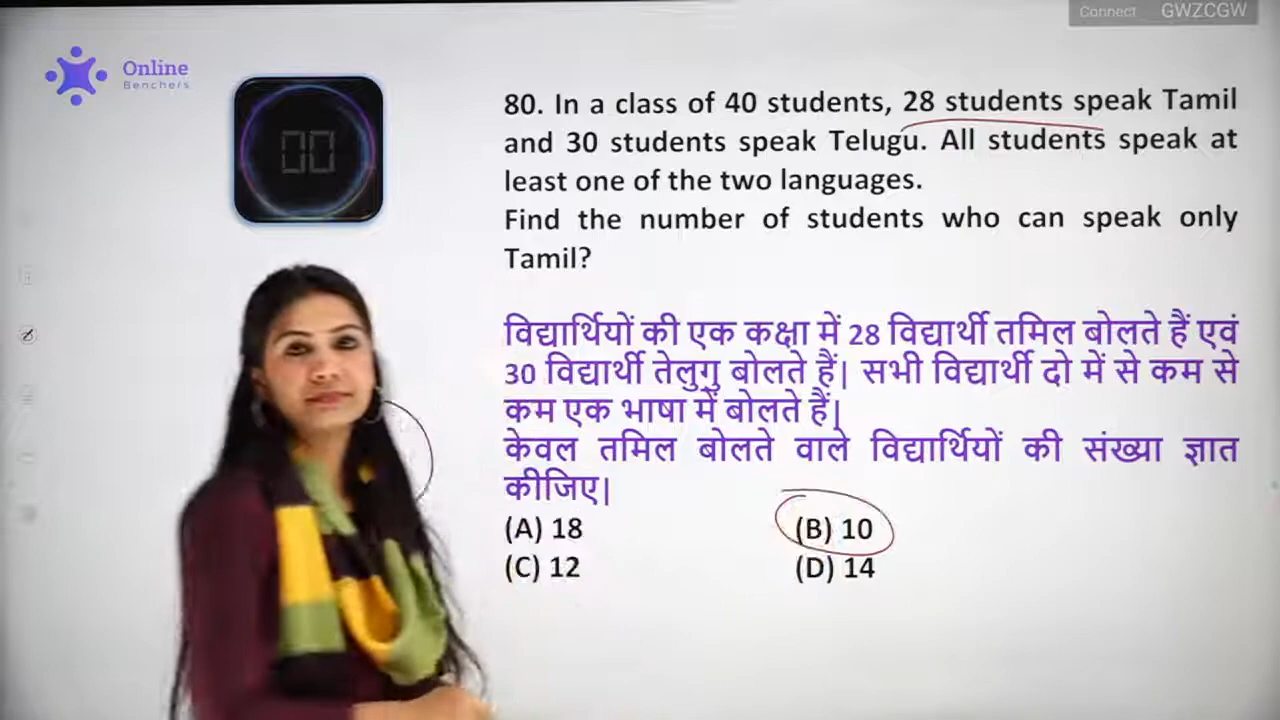 Connect GWZCGW
Online
Benchers
00
80. In a class of 40 students, 28 students speak Tamil
and 30 students speak Telugu. All students speak at
least one of the two languages.
Find the number of students who can speak only
Tamil?
विद्यार्थियों की एक कक्षा में 28 विद्यार्थी तमिल बोलते हैं एवं
30 विद्यार्थी तेलुगु बोलते हैं| सभी विद्यार्थी दो में से कम से
कम एक भाषा में बोलते हैं|
केवल तमिल बोलते वाले विद्यार्थियों की संख्या ज्ञात
कीजिए|
(A) 18 (B) 10
(C) 12 (D) 14